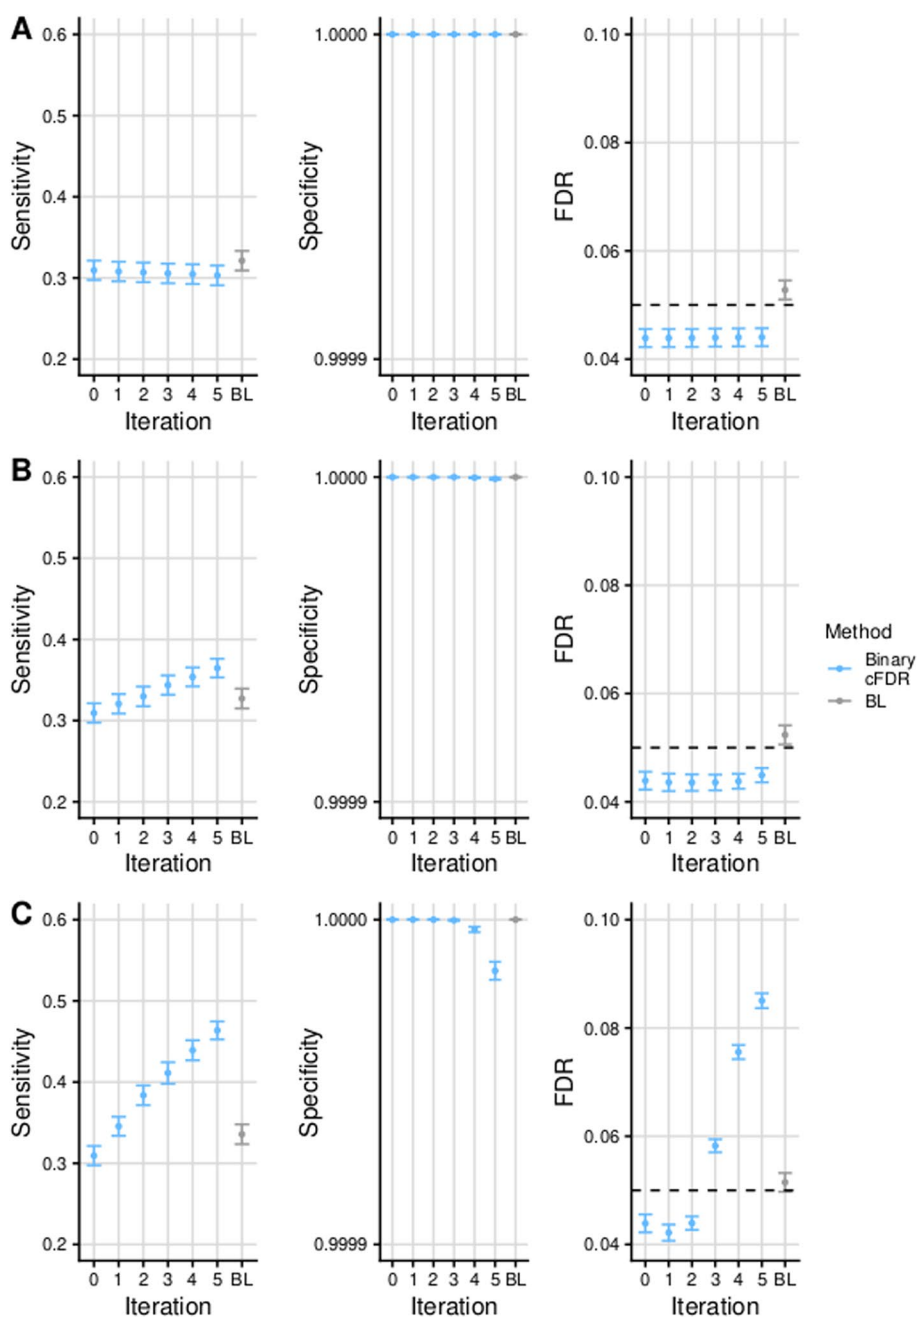 A
Sensitivity
0.6
0.5
0.4
0.3
0.2
0 1 2 3 4 5 BL
Iteration
Specificity
1.0000
0.9999
0 1 2 3 4 5 BL
Iteration
FDR
0.10
0.08
0.06
0.04
0 1 2 3 4 5 BL
Iteration
B
Sensitivity
0.6
0.5
0.4
0.3
0.2
0 1 2 3 4 5 BL
Iteration
Specificity
1.0000
0.9999
0 1 2 3 4 5 BL
Iteration
FDR
0.10
0.08
0.06
0.04
0 1 2 3 4 5 BL
Iteration
Method
Binary
cFDR
BL
C
Sensitivity
0.6
0.5
0.4
0.3
0.2
0 1 2 3 4 5 BL
Iteration
Specificity
1.0000
0.9999
0 1 2 3 4 5 BL
Iteration
FDR
0.10
0.08
0.06
0.04
0 1 2 3 4 5 BL
Iteration